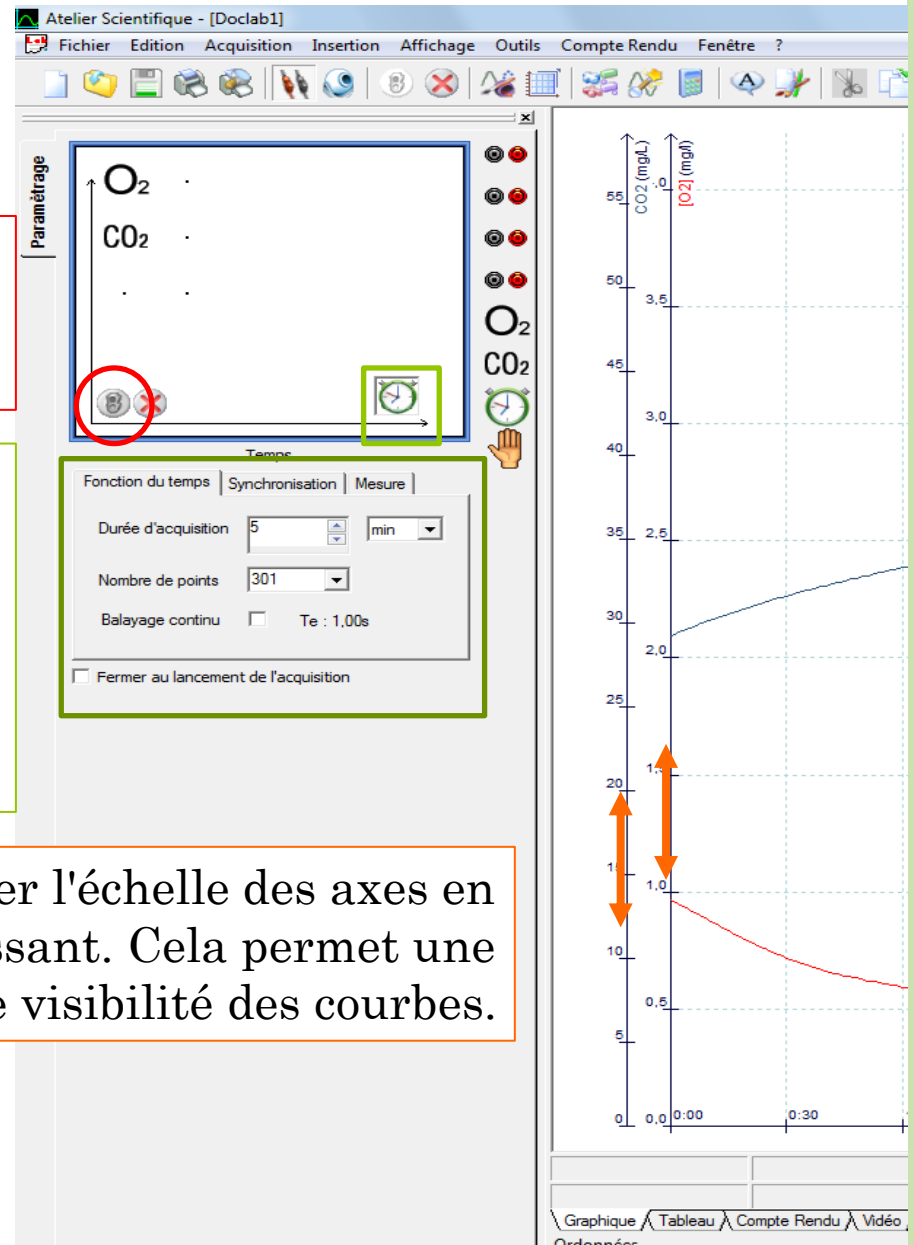 Atelier Scientifique - [Doclab1]
Fichier Edition Acquisition Insertion Affichage Outils Compte Rendu Fenêtre ?
Paramétrage
O2
CO2
O2
CO2
Temps
Fonction du temps Synchronisation Mesure
Durée d'acquisition 5 min
Nombre de points 301
Balayage continu Te : 1,00s
Fermer au lancement de l'acquisition
er l'échelle des axes en
ssant. Cela permet une
e visibilité des courbes.
CO2 (mg/L)
[O2] (mg/l)
55
50
45
40
35
30
25
20
10
5
0
3,5
3,0
2,5
2,0
1,0
0,5
0,0
0:00 0:30
Graphique Tableau Compte Rendu Vidéo
Ordonnées